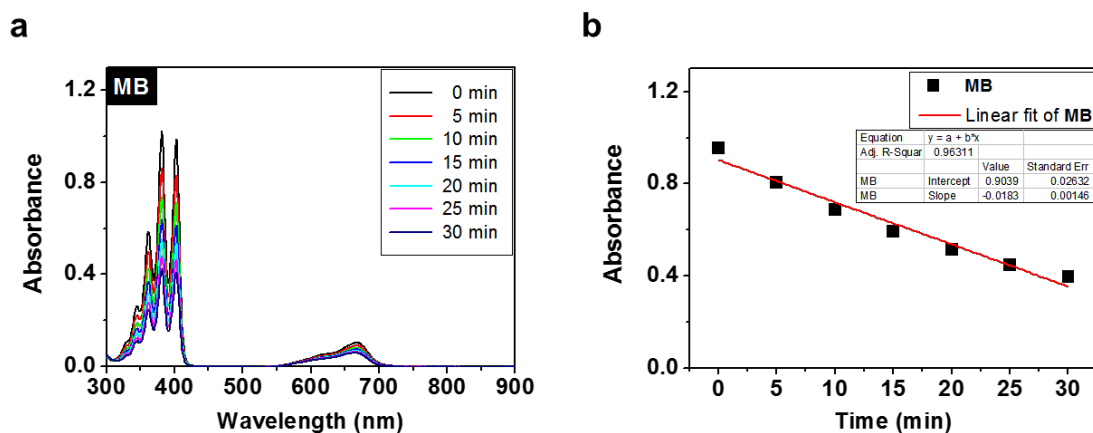 a
MB
0 min
5 min
10 min
15 min
20 min
25 min
30 min
1.2
0.8
0.4
0.0
300 400 500 600 700 800 900
Absorbance
Wavelength (nm)
b
MB
Linear fit of MB
Equation y = a + b*x
Adj. R-Squar 0.96311
Value Standard Err
MB Intercept 0.9039 0.02632
MB Slope -0.0183 0.00146
1.2
0.8
0.4
0.0
0 5 10 15 20 25 30
Absorbance
Time (min)